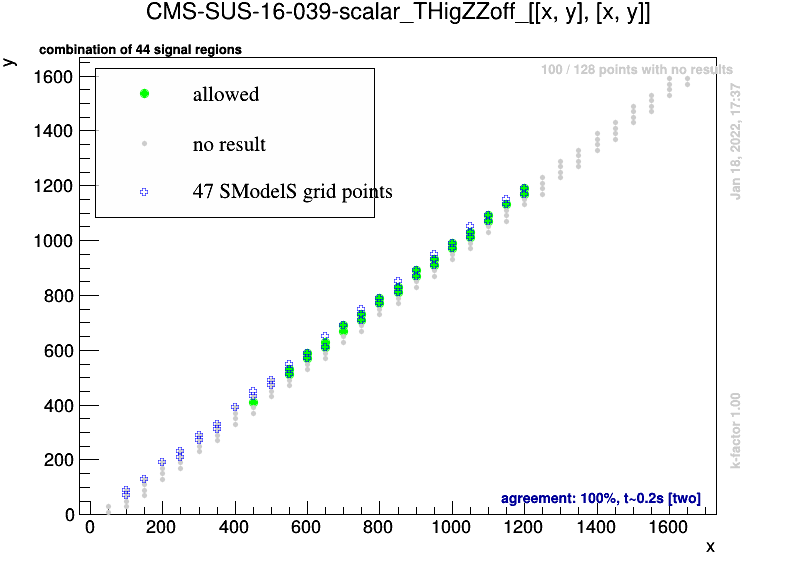 CMS-SUS-16-039-scalar_THigZZoff_[[x, y], [x, y]]
combination of 44 signal regions
y
100 / 128 points with no results
allowed
no result
47 SModelS grid points
Jan 18, 2022, 17:37
k-factor 1.00
1600
1400
1200
1000
800
600
400
200
0
agreement: 100%, t~0.2s [two]
0 200 400 600 800 1000 1200 1400 1600
x